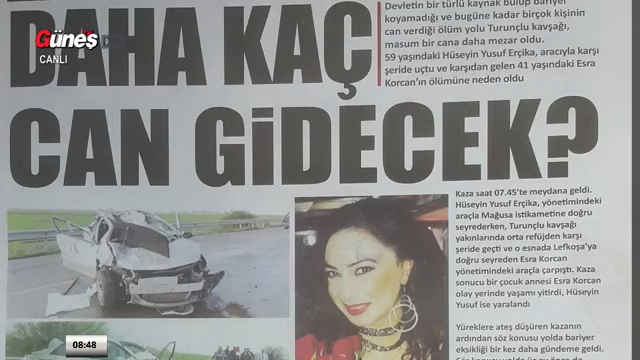 Güneş
CANLI
DAHA KAÇ
CAN GİDECEK?
Devletin bir türlü kaynak bulup bariyer
koyamadığı ve bugüne kadar birçok kişinin
can verdiği ölüm yolu Turunçlu kavşağı,
masum bir cana daha mezar oldu.
59 yaşındaki Hüseyin Yusuf Erçika, aracıyla karşı
şeride uçtu ve karşıdan gelen 41 yaşındaki Esra
Korcan'ın ölümüne neden oldu
Kaza saat 07.45'te meydana geldi.
Hüseyin Yusuf Erçika, yönetimindeki
araçla Mağusa istikametine doğru
seyrederken, Turunçlu kavşağı
yakınlarında orta refüjden karşı
şeride geçti ve o esnada Lefkoşa'ya
doğru seyreden Esra Korcan
yönetimindeki araçla çarpıştı. Kaza
sonucu bir çocuk annesi Esra Korcan
olay yerinde yaşamı yitirdi, Hüseyin
Yusuf ise yaralandı
Yüreklere ateş düşüren kazanın
ardından söz konusu yolda bariyer
eksikliği bir kez daha gündeme geldi.
08:48